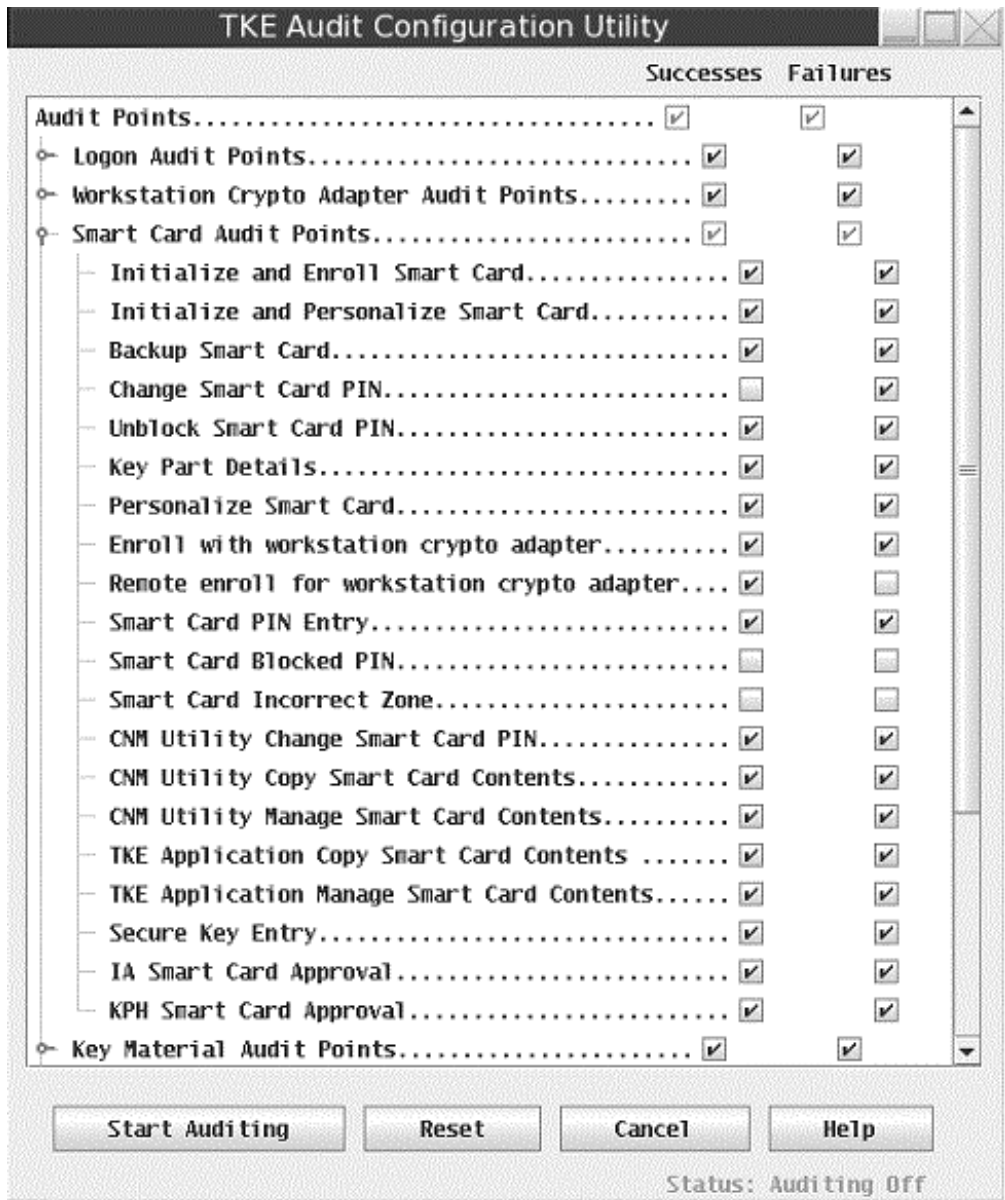 TKE Audit Configuration Utility
Successes Failures
Audit Points....................................
Logon Audit Points..............................
Workstation Crypto Adapter Audit Points.........
Smart Card Audit Points...........................
Initialize and Enroll Smart Card................
Initialize and Personalize Smart Card...........
Backup Smart Card...............................
Change Smart Card PIN...........................
Unblock Smart Card PIN..........................
Key Part Details................................
Personalize Smart Card..........................
Enroll with workstation crypto adapter..........
Remote enroll for workstation crypto adapter....
Smart Card PIN Entry............................
Smart Card Blocked PIN..........................
Smart Card Incorrect Zone.......................
CNM Utility Change Smart Card PIN...............
CNM Utility Copy Smart Card Contents............
CNM Utility Manage Smart Card Contents..........
TKE Application Copy Smart Card Contents .......
TKE Application Manage Smart Card Contents......
Secure Key Entry................................
IA Smart Card Approval..........................
KPH Smart Card Approval.........................
Key Material Audit Points.........................
Start Auditing Reset Cancel Help
Status: Auditing Off